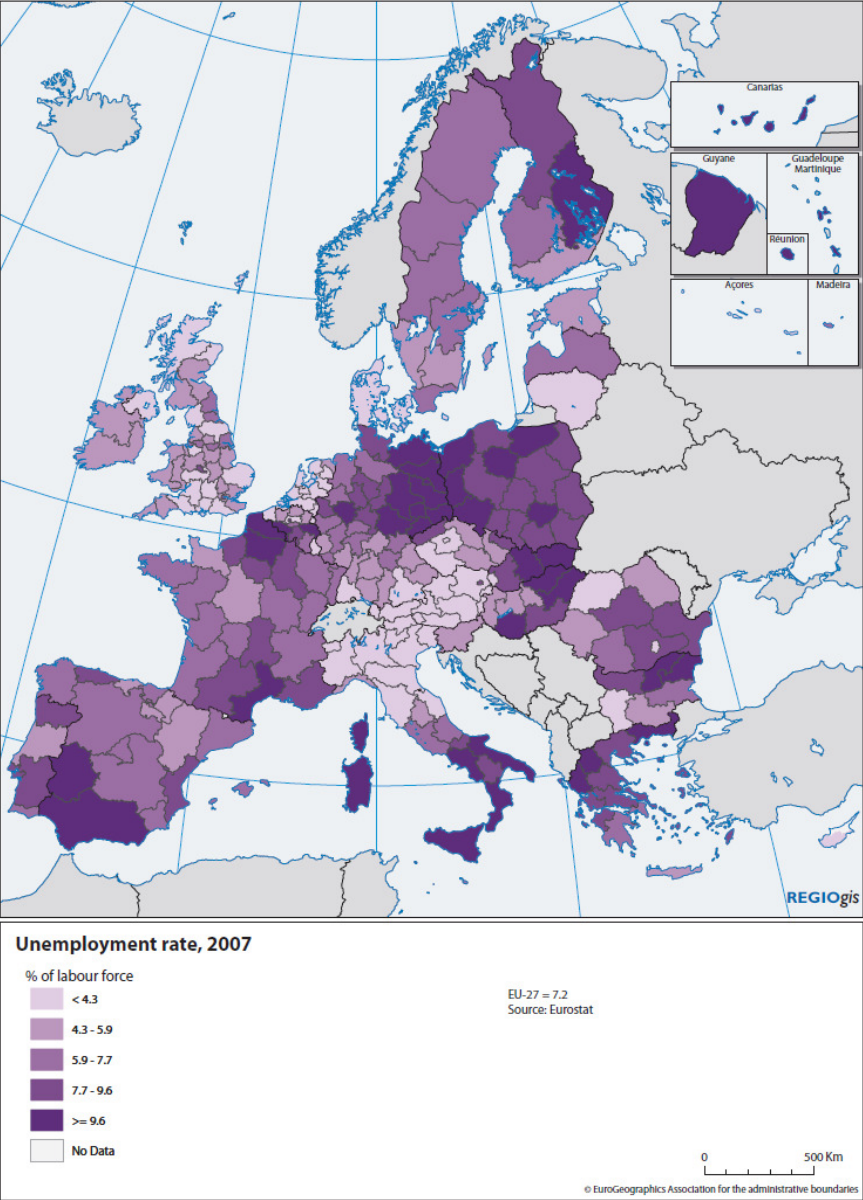 Canarias
Guyane
Guadeloupe
Martinique
Réunion
Açores
Madeira
REGIOgis
Unemployment rate, 2007
% of labour force
< 4.3
4.3 - 5.9
5.9 - 7.7
7.7 - 9.6
>= 9.6
No Data
EU-27 = 7.2
Source: Eurostat
0
500 Km
© EuroGeographics Association for the administrative boundaries